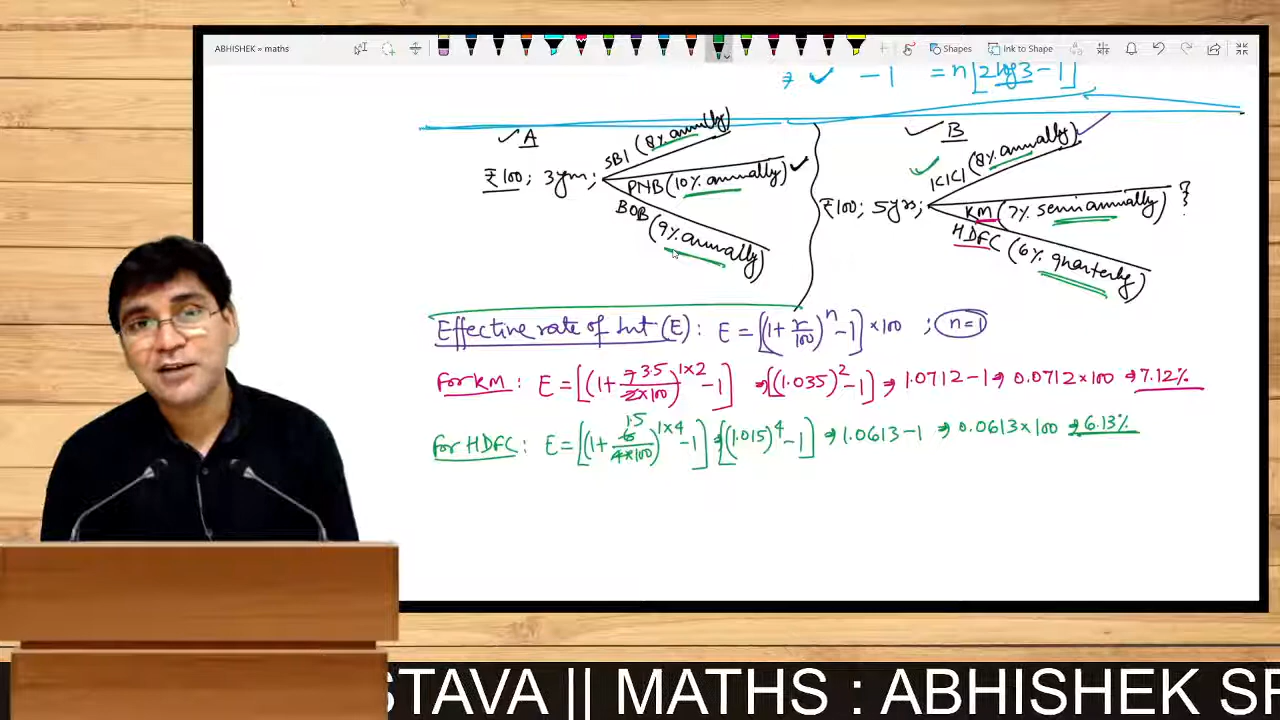 ABHISHEK » maths
Shapes
Ink to Shape
⇒ ✓ -1 = n[2log3-1]
✓A
₹100; 3yrs;
SBI (8% annually)
PNB (10% annually) ✓
BOB (9% annually)
✓B
₹100; 5yrs;
ICICI (8% annually)
KM (7% semi annually) ?
HDFC (6% quarterly)
Effective rate of Int (E): E = [(1+r/100)^n -1] × 100 ; n=1
For KM: E = [(1+ 7 3.5/2×100)^1×2 -1] ⇒ [(1.035)^2 -1] ⇒ 1.0712-1 ⇒ 0.0712×100 ⇒ 7.12%
For HDFC: E = [(1+ 6 1.5/4×100)^1×4 -1] ⇒ [(1.015)^4 -1] ⇒ 1.0613-1 ⇒ 0.0613×100 ⇒ 6.13%
STAVA || MATHS : ABHISHEK SR